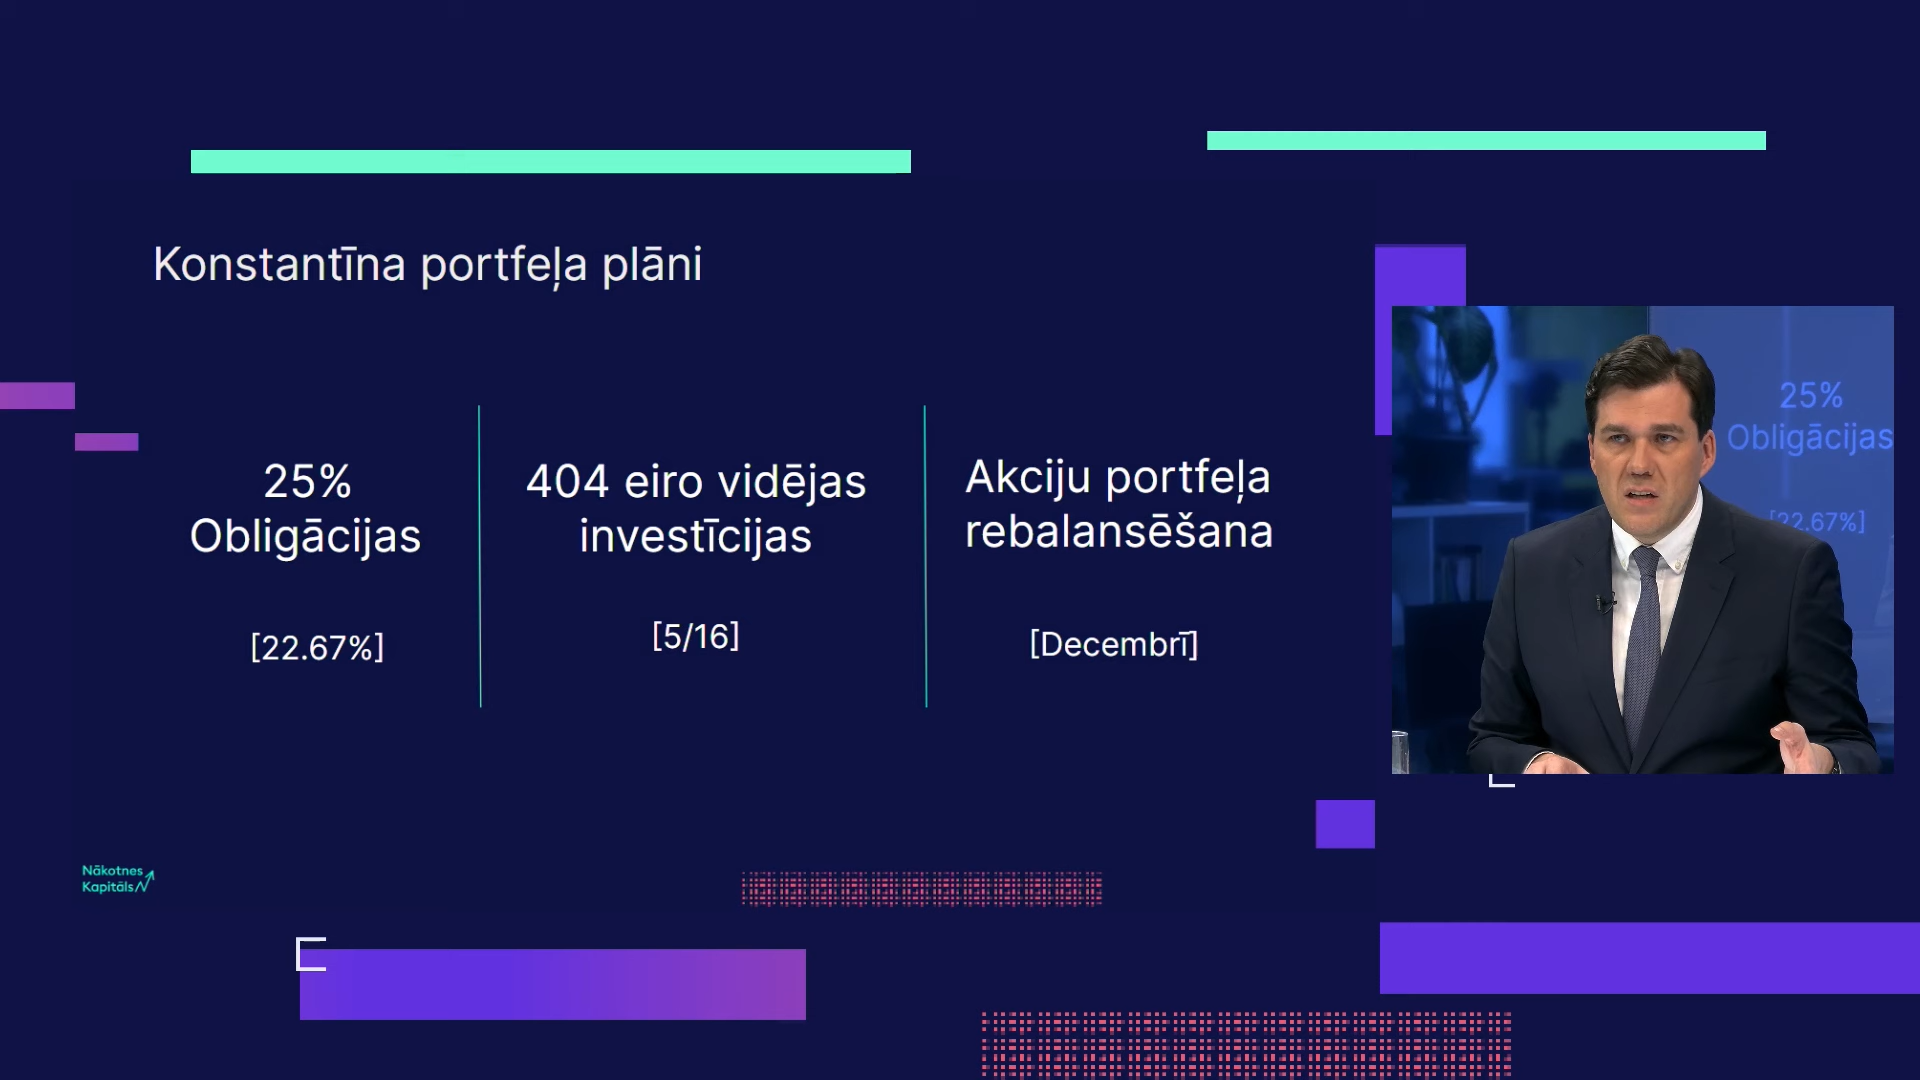 Konstantīna portfeļa plāni
25%
Obligācijas
[22.67%]
404 eiro vidējas
investīcijas
[5/16]
Akciju portfeļa
rebalansēšana
[Decembrī]
25%
Obligācijas
[22.67%]
Nākotnes
Kapitāls